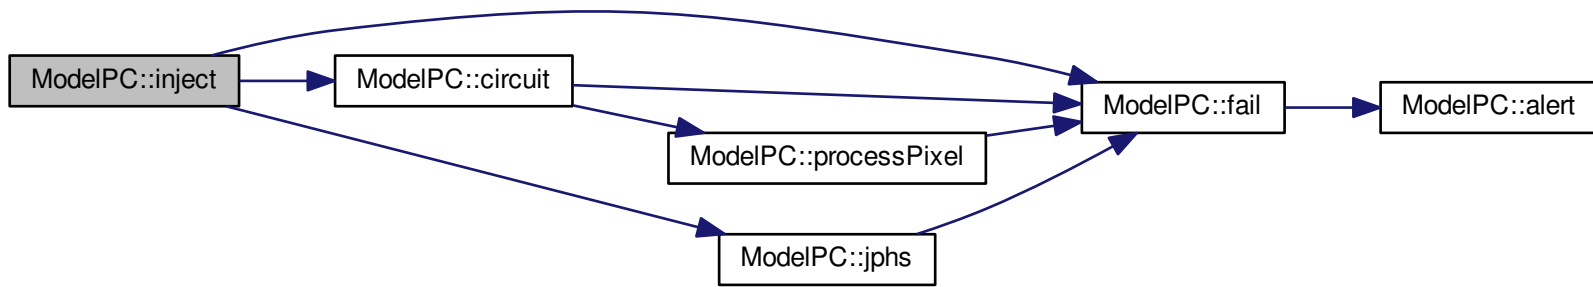 ModelPC::inject
ModelPC::circuit
ModelPC::processPixel
ModelPC::jphs
ModelPC::fail
ModelPC::alert